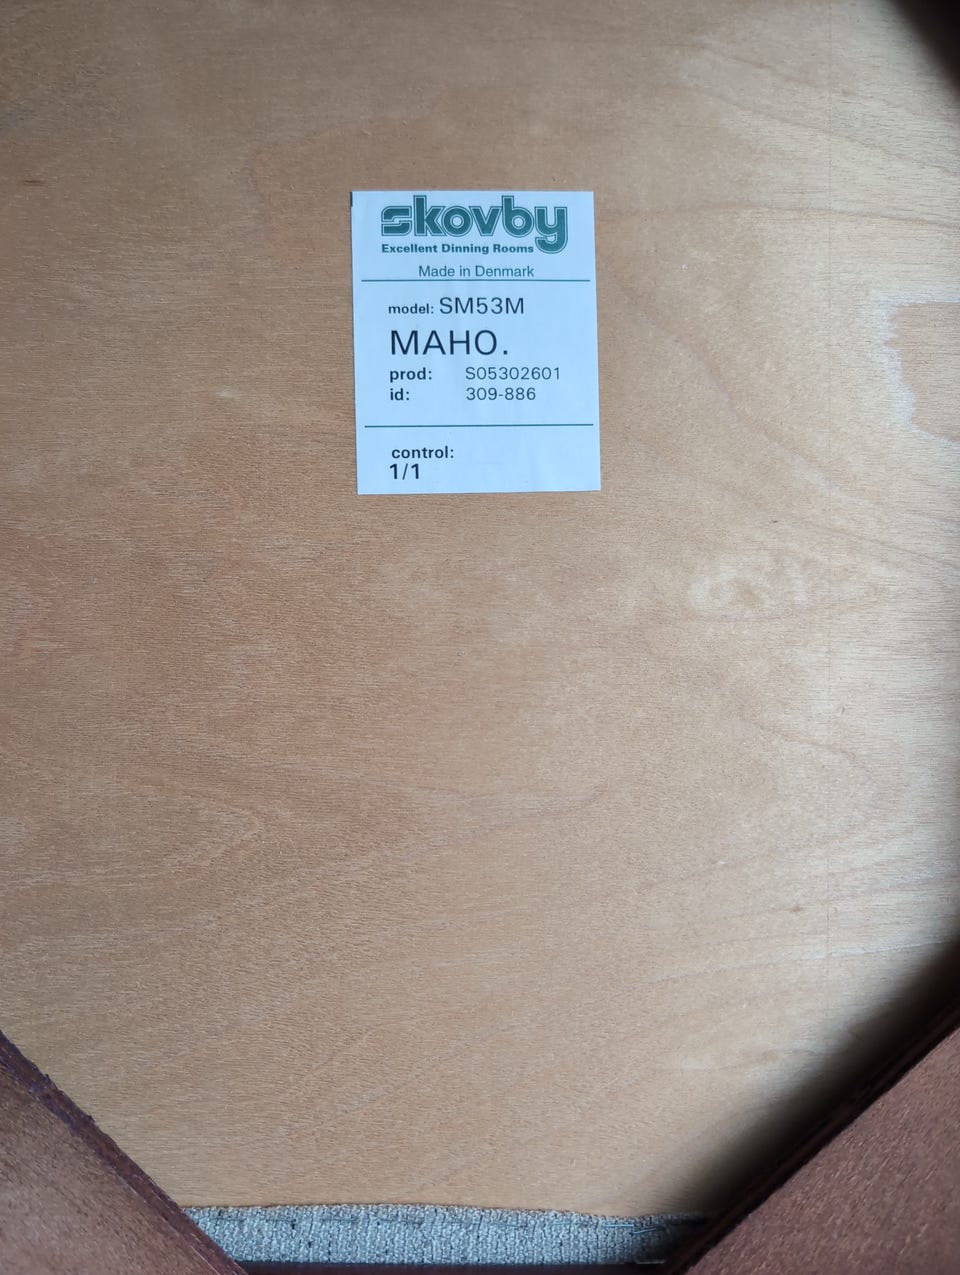 skovby
Excellent Dinning Rooms
Made in Denmark
model: SM53M
MAHO.
prod: S05302601
id: 309-886
control:
1/1